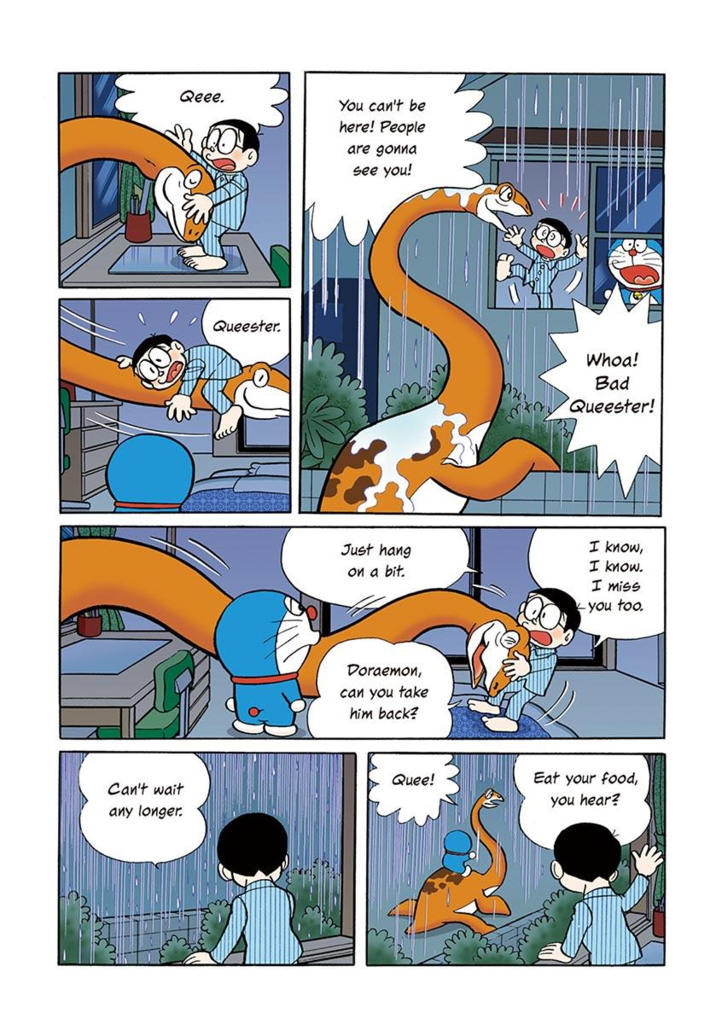 You can't be
here! People
are gonna
see you!
Whoa!
Bad
Queester!
Qeee.
Queester.
I know,
I know.
I miss
you too.
Just hang
on a bit.
Doraemon,
can you take
him back?
Eat your food,
you hear?
Quee!
Can't wait
any longer.